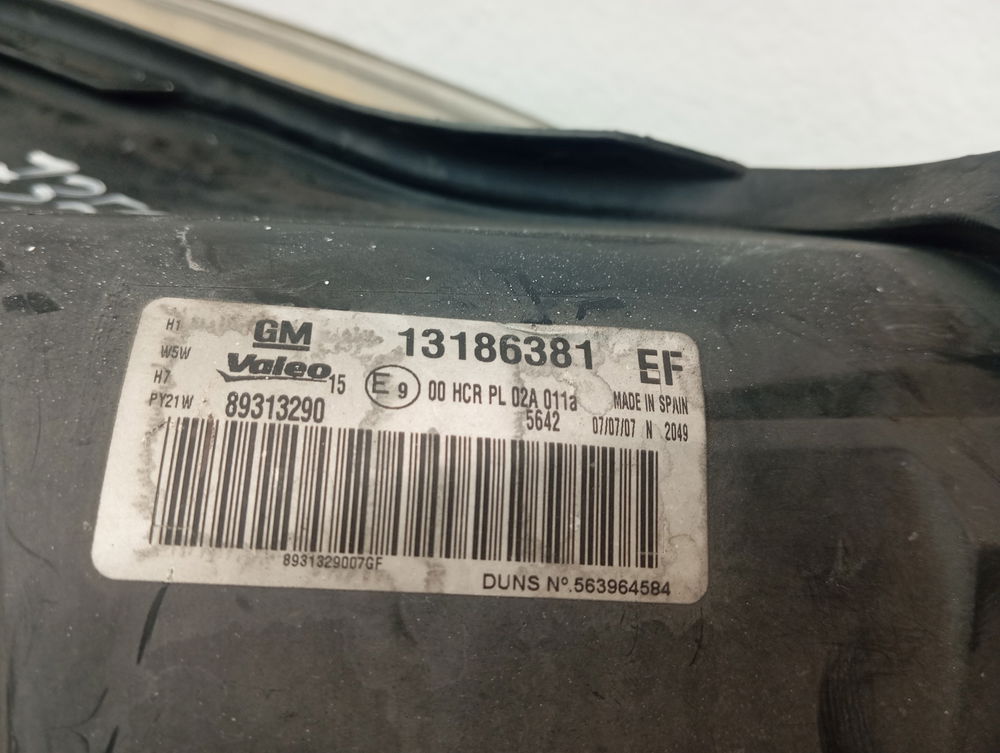 H1
GM
13186381
EF
W5W
Valeo
15
E9
00 HCR PL 02A 011a
MADE IN SPAIN
H7
PY21W
89313290
5642
07/07/07 N 2049
8931329007GF
DUNS Nº.563964584